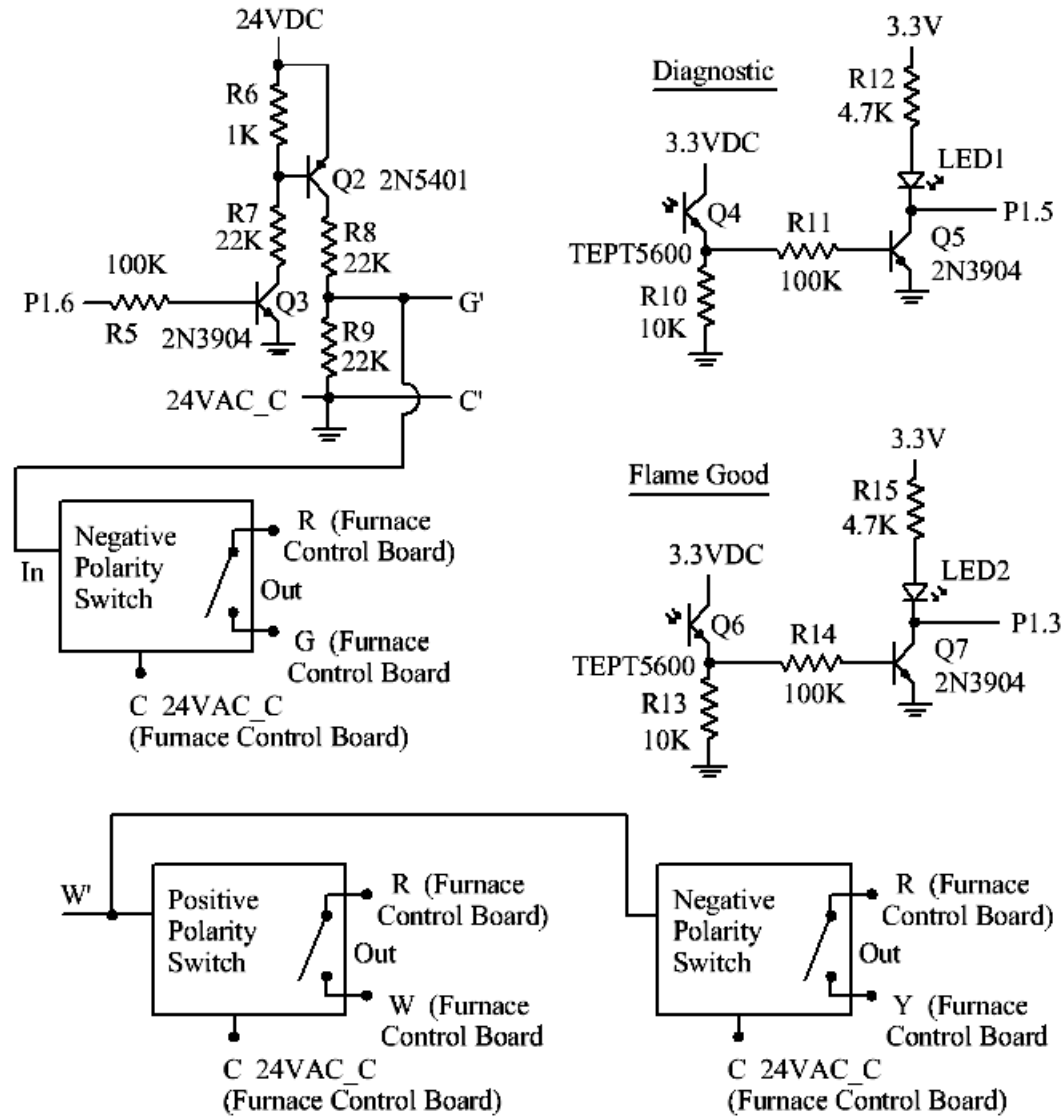 24VDC
R6
1K
Q2 2N5401
R7
22K
R8
22K
100K
P1.6
R5
Q3
2N3904
G'
R9
22K
24VAC_C
C'
Negative
Polarity
Switch
In
Out
R (Furnace
Control Board)
G (Furnace
Control Board
C 24VAC_C
(Furnace Control Board)
Diagnostic
3.3V
R12
4.7K
LED1
3.3VDC
Q4
TEPT5600
R11
100K
P1.5
Q5
2N3904
R10
10K
Flame Good
3.3V
R15
4.7K
LED2
3.3VDC
Q6
TEPT5600
R14
100K
P1.3
Q7
2N3904
R13
10K
W'
Positive
Polarity
Switch
Out
R (Furnace
Control Board)
W (Furnace
Control Board
C 24VAC_C
(Furnace Control Board)
Negative
Polarity
Switch
Out
R (Furnace
Control Board)
Y (Furnace
Control Board
C 24VAC_C
(Furnace Control Board)